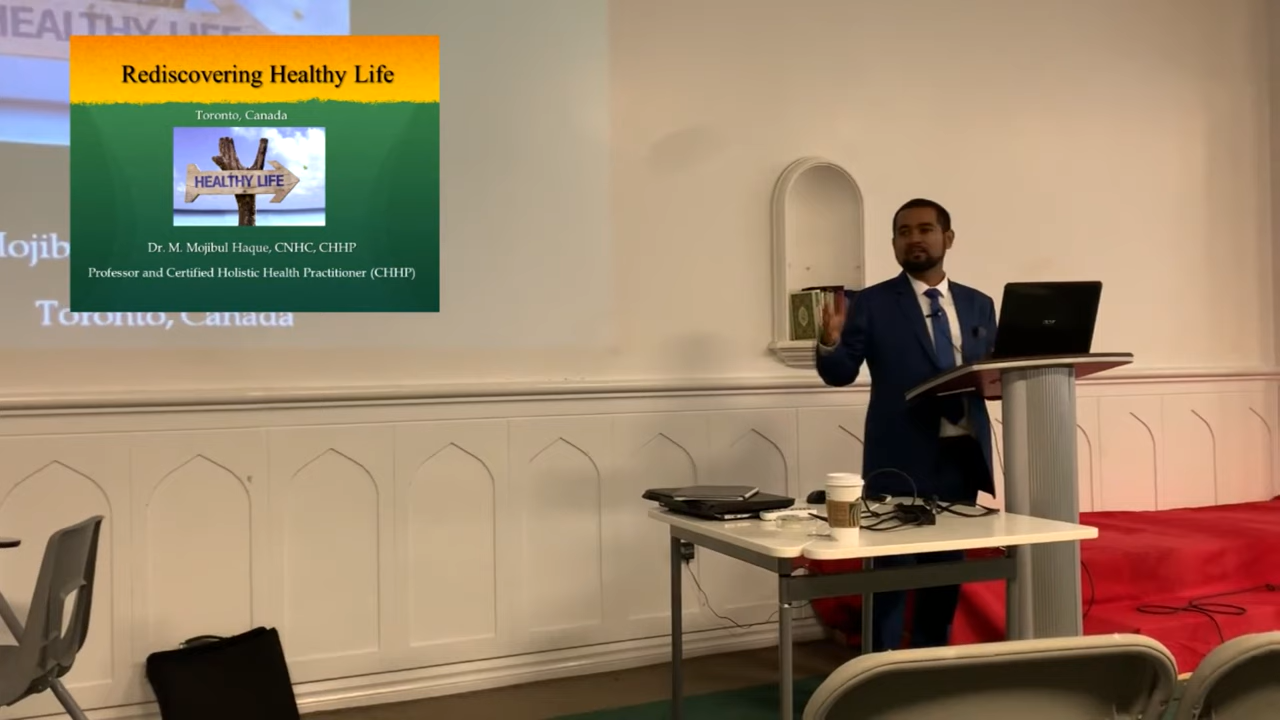 HEALTHY LIFE
Rediscovering Healthy Life
Toronto, Canada
HEALTHY LIFE
Dr. M. Mojibul Haque, CNHC, CHHP
Professor and Certified Holistic Health Practitioner (CHHP)
Mojib
Toronto, Canada
acer